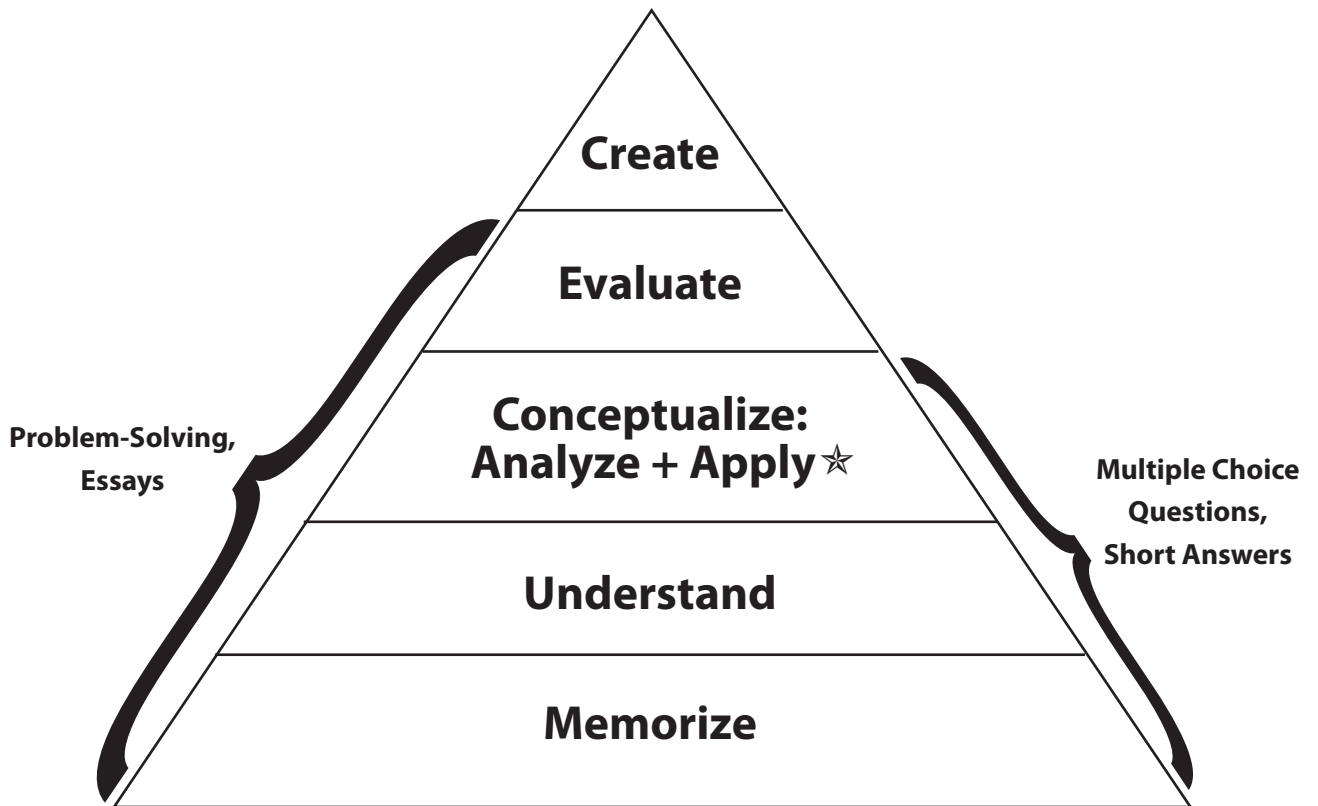 Create
Evaluate
Conceptualize:
Analyze + Apply☆
Problem-Solving,
Essays
Multiple Choice
Questions,
Short Answers
Understand
Memorize